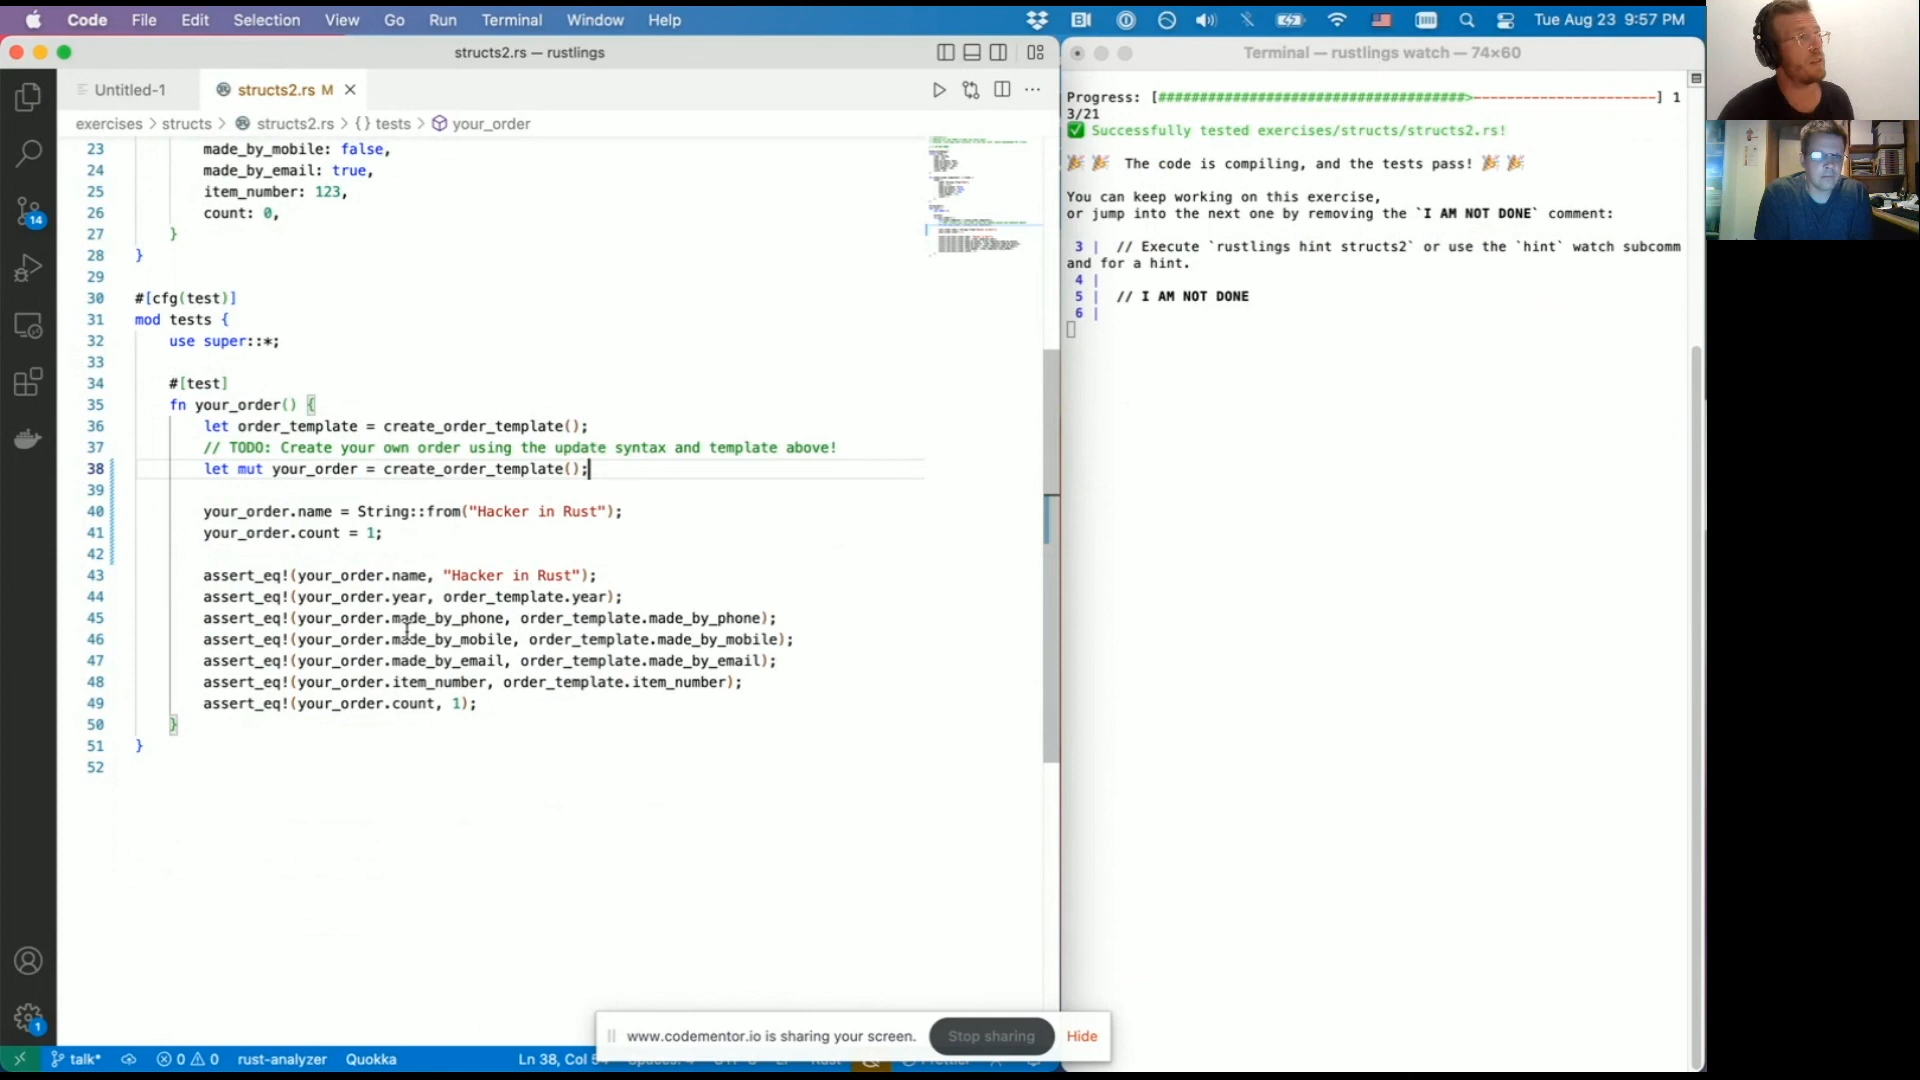 Code File Edit Selection View Go Run Terminal Window Help
Tue Aug 23 9:57 PM
structs2.rs — rustlings
Untitled-1
structs2.rs M
exercises > structs > structs2.rs > {} tests > your_order
23 made_by_mobile: false,
24 made_by_email: true,
25 item_number: 123,
26 count: 0,
27 }
28 }
29
30 #[cfg(test)]
31 mod tests {
32 use super::*;
33
34 #[test]
35 fn your_order() {
36 let order_template = create_order_template();
37 // TODO: Create your own order using the update syntax and template above!
38 let mut your_order = create_order_template();
39
40 your_order.name = String::from("Hacker in Rust");
41 your_order.count = 1;
42
43 assert_eq!(your_order.name, "Hacker in Rust");
44 assert_eq!(your_order.year, order_template.year);
45 assert_eq!(your_order.made_by_phone, order_template.made_by_phone);
46 assert_eq!(your_order.made_by_mobile, order_template.made_by_mobile);
47 assert_eq!(your_order.made_by_email, order_template.made_by_email);
48 assert_eq!(your_order.item_number, order_template.item_number);
49 assert_eq!(your_order.count, 1);
50 }
51 }
52
14
1
talk*
0 0
rust-analyzer
Quokka
Ln 38, Col 5
www.codementor.io is sharing your screen.
Stop sharing
Hide
Terminal — rustlings watch — 74×60
Progress: [####################################>---------------------] 1
3/21
✅ Successfully tested exercises/structs/structs2.rs!
🎉 🎉 The code is compiling, and the tests pass! 🎉 🎉
You can keep working on this exercise,
or jump into the next one by removing the `I AM NOT DONE` comment:
3 | // Execute `rustlings hint structs2` or use the `hint` watch subcomm
and for a hint.
4 |
5 | // I AM NOT DONE
6 |